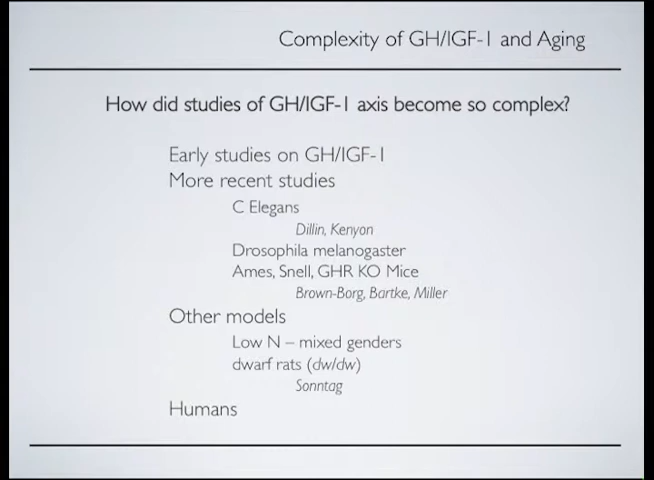 Complexity of GH/IGF-1 and Aging
How did studies of GH/IGF-1 axis become so complex?
Early studies on GH/IGF-1
More recent studies
C Elegans
Dillin, Kenyon
Drosophila melanogaster
Ames, Snell, GHR KO Mice
Brown-Borg, Bartke, Miller
Other models
Low N – mixed genders
dwarf rats (dw/dw)
Sonntag
Humans